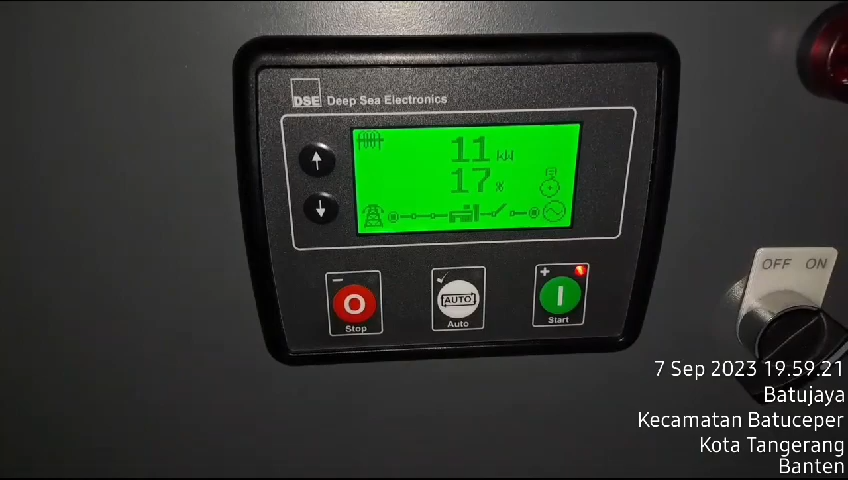 DSE Deep Sea Electronics
11 kW
17 %
Stop
AUTO
Auto
Start
OFF ON
7 Sep 2023 19.59.21
Batujaya
Kecamatan Batuceper
Kota Tangerang
Banten